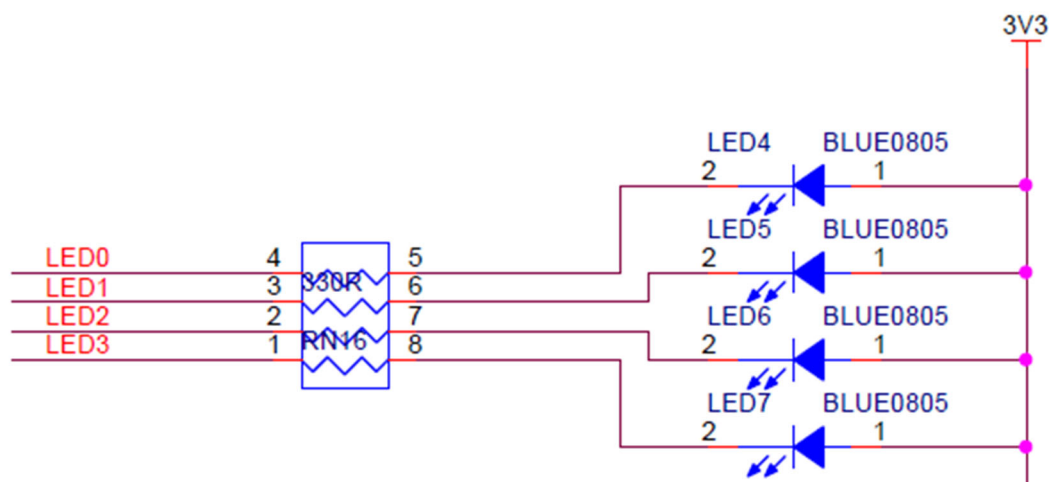 3V3
LED4 BLUE0805
2 1
LED5 BLUE0805
2 1
LED0 4 5
LED1 3 330R 6
LED6 BLUE0805
2 1
LED2 2 7
LED3 1 RN16 8
LED7 BLUE0805
2 1